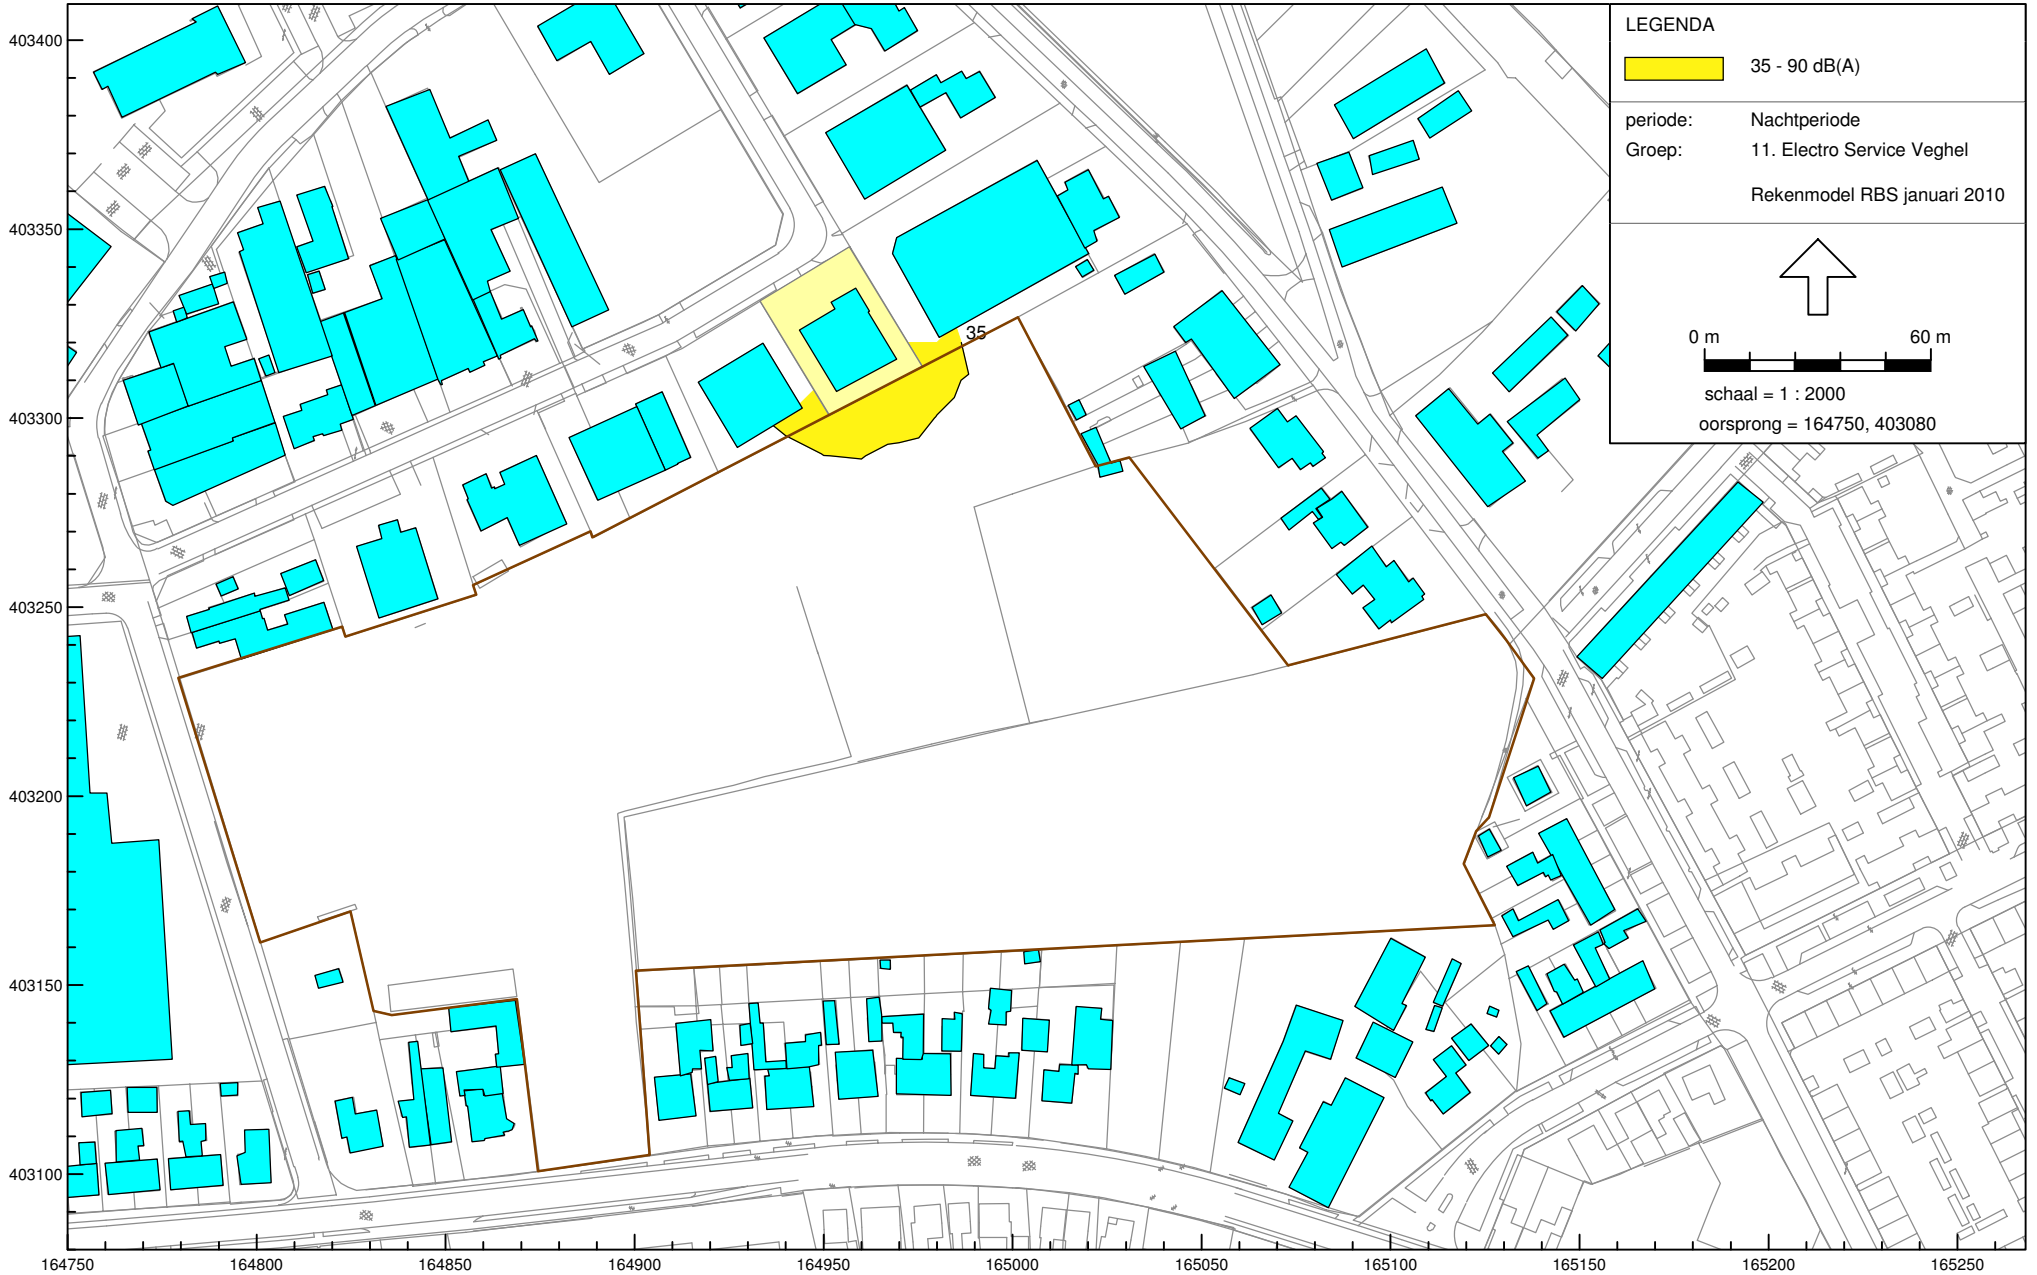 LEGENDA
35 - 90 dB(A)
periode: Nachtperiode
Groep: 11. Electro Service Veghel
Rekenmodel RBS januari 2010
0 m 60 m
schaal = 1 : 2000
oorsprong = 164750, 403080
403400
403350
403300
403250
403200
403150
403100
35
164750 164800 164850 164900 164950 165000 165050 165100 165150 165200 165250